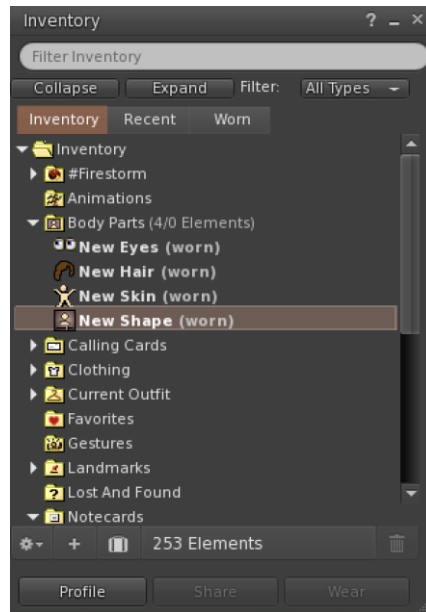 Inventory ? _ ×
Filter Inventory
Collapse Expand Filter: All Types
Inventory Recent Worn
Inventory
#Firestorm
Animations
Body Parts (4/0 Elements)
New Eyes (worn)
New Hair (worn)
New Skin (worn)
New Shape (worn)
Calling Cards
Clothing
Current Outfit
Favorites
Gestures
Landmarks
Lost And Found
Notecards
+ 253 Elements
Profile Share Wear